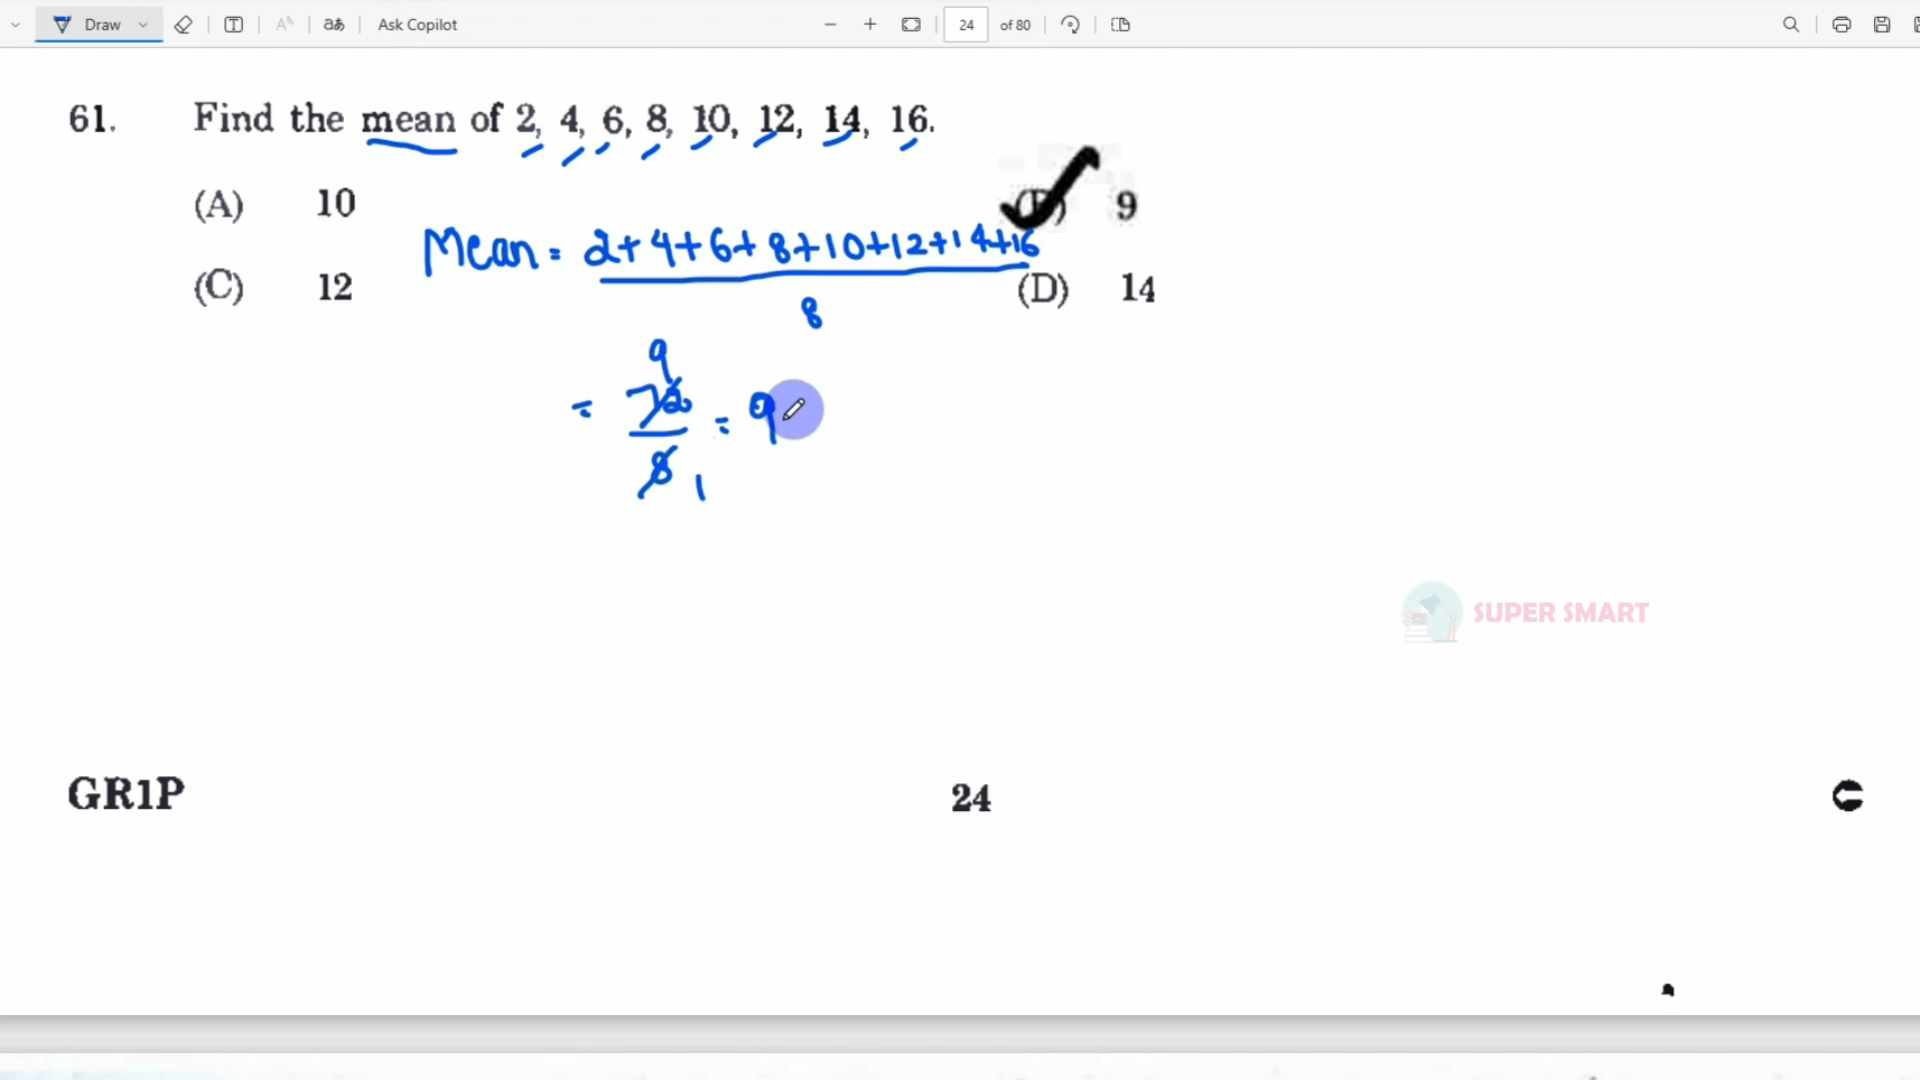 Draw
aあ
Ask Copilot
24 of 80
61. Find the mean of 2, 4, 6, 8, 10, 12, 14, 16.
(A) 10
9
Mean = 2+4+6+8+10+12+14+16
8
(C) 12
(D) 14
9
= 72 = 9
8 1
SUPER SMART
GR1P 24 C